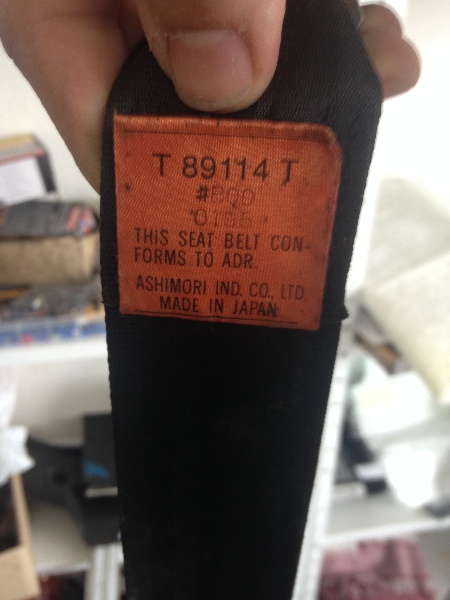 T 89114 T
THIS SEAT BELT CON-
FORMS TO ADR
ASHIMORI IND. CO., LTD.
MADE IN JAPAN